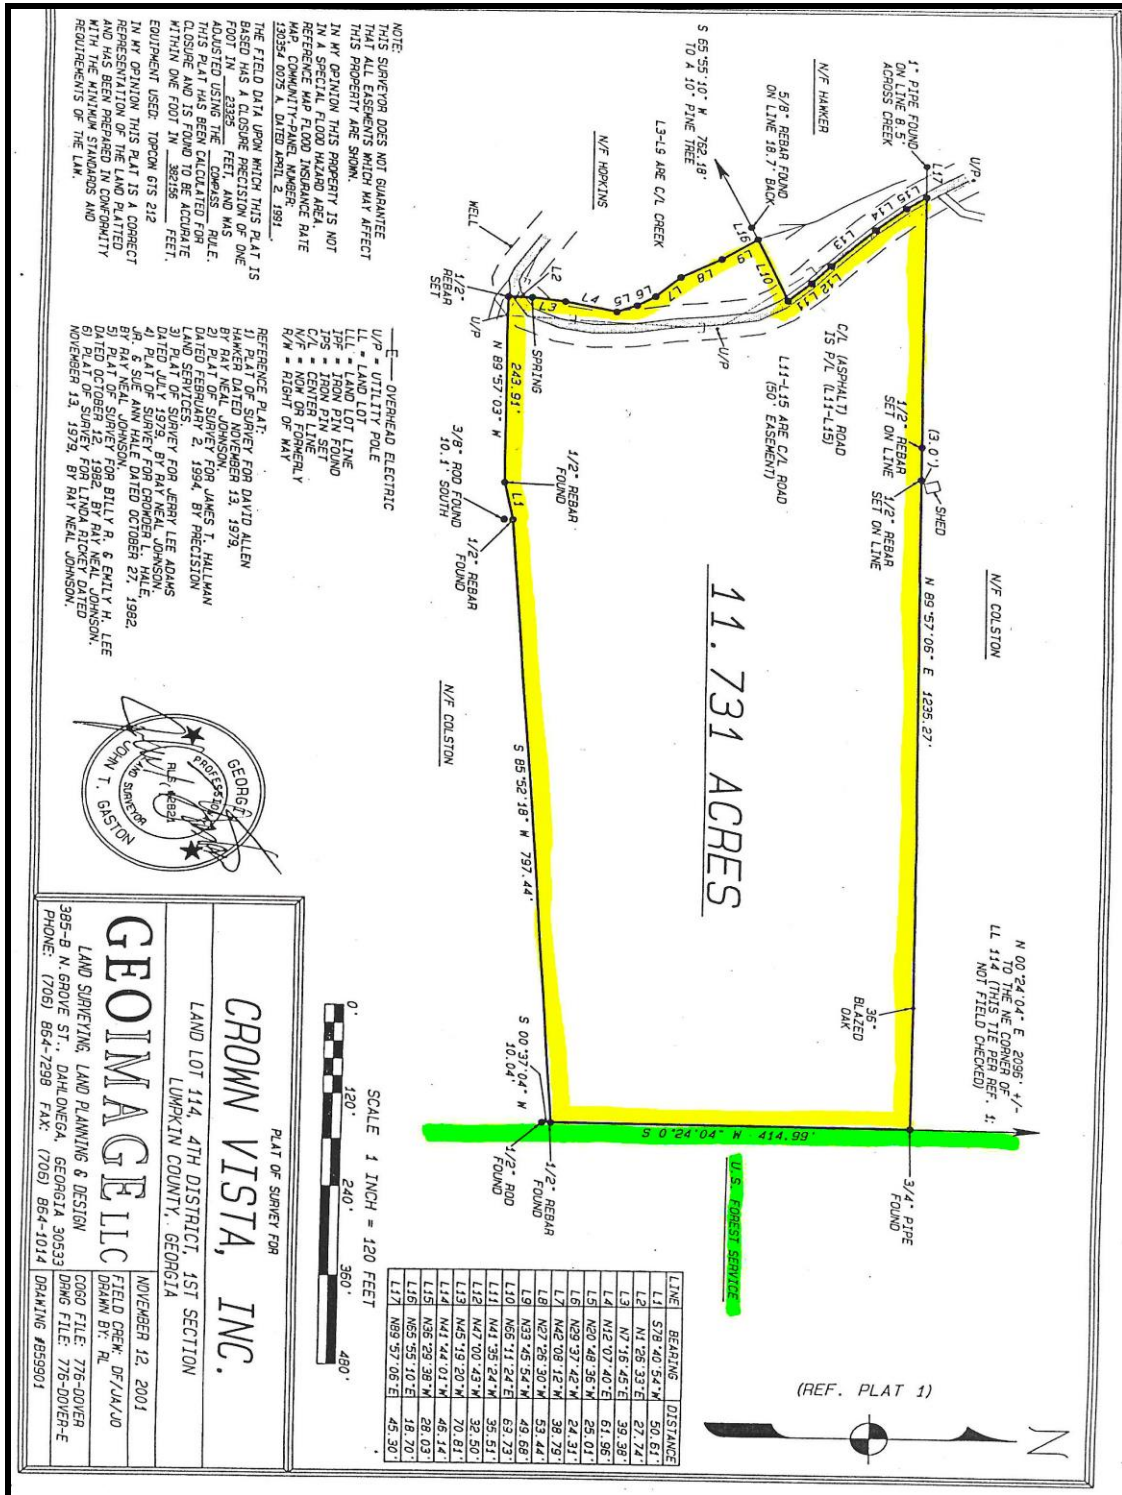 NOTE:
THIS SURVEYOR DOES NOT GUARANTEE
THAT ALL EASEMENTS WHICH MAY AFFECT
THIS PROPERTY ARE SHOWN.
IN MY OPINION THIS PROPERTY IS NOT
IN A SPECIAL FLOOD HAZARD AREA.
REFERENCE MAP FLOOD INSURANCE RATE
MAP, COMMUNITY-PANEL NUMBER:
130354 0075 A DATED APRIL 2, 1991
THE FIELD DATA UPON WHICH THIS PLAT IS
BASED HAS A CLOSURE PRECISION OF ONE
FOOT IN 23325 FEET, AND WAS
ADJUSTED USING THE COMPASS RULE.
THIS PLAT HAS BEEN CALCULATED FOR
CLOSURE AND IS FOUND TO BE ACCURATE
WITHIN ONE FOOT IN 382156 FEET.
EQUIPMENT USED: TOPCON GTS 212
IN MY OPINION THIS PLAT IS A CORRECT
REPRESENTATION OF THE LAND PLATTED
AND HAS BEEN PREPARED IN CONFORMITY
WITH THE MINIMUM STANDARDS AND
REQUIREMENTS OF THE LAW.
E OVERHEAD ELECTRIC
U/P = UTILITY POLE
LL = LAND LOT
LLL = LAND LOT LINE
IPF = IRON PIN FOUND
IPS = IRON PIN SET
C/L = CENTER LINE
N/F = NOW OR FORMERLY
R/W = RIGHT OF WAY
REFERENCE PLAT:
1) PLAT OF SURVEY FOR DAVID ALLEN
HAWKER DATED NOVEMBER 13, 1979,
BY RAY NEAL JOHNSON.
2) PLAT OF SURVEY FOR JAMES T. HALLMAN
DATED FEBRUARY 2, 1994, BY PRECISION
LAND SERVICES.
3) PLAT OF SURVEY FOR JERRY LEE ADAMS
DATED JULY 1979, BY RAY NEAL JOHNSON.
4) PLAT OF SURVEY FOR CROWDER L. HALE,
JR. & SUE ANN HALE DATED OCTOBER 27, 1982,
BY RAY NEAL JOHNSON.
5) PLAT OF SURVEY FOR BILLY R. & EMILY H. LEE
DATED OCTOBER 12, 1982, BY RAY NEAL JOHNSON.
6) PLAT OF SURVEY FOR LINDA RICKEY DATED
NOVEMBER 13, 1979, BY RAY NEAL JOHNSON.
1" PIPE FOUND
ON LINE 8.5'
ACROSS CREEK
N/F HAWKER
5/8" REBAR FOUND
ON LINE 18.7' BACK
S 65°55'10" W 762.18'
TO A 10" PINE TREE
N/F HOPKINS
L3-L9 ARE C/L CREEK
WELL
1/2"
REBAR
SET
U/P
U/P
U/P
SPRING
L17
L15
L14
L13
L12
L11
L10
L16
L9
L8
L7
L6
L5
L4
L3
L2
L1
C/L (ASPHALT) ROAD
IS P/L (L11-L15)
L11-L15 ARE C/L ROAD
(50' EASEMENT)
1/2" REBAR
SET ON LINE
(3.0')
SHED
1/2" REBAR
SET ON LINE
N/F COLSTON
N 89°57'06" E 1235.27'
N 89°57'03" W
243.91'
1/2" REBAR
FOUND
3/8" ROD FOUND
10.1' SOUTH
1/2" REBAR
FOUND
N/F COLSTON
S 85°52'18" W 797.44'
11.731 ACRES
36"
BLAZED
OAK
N 00°24'04" E 2096' +/-
TO THE NE CORNER OF
LL 114 (THIS TIE PER REF. 1;
NOT FIELD CHECKED)
S 0°24'04" W 414.99'
S 00°37'04" W
10.04'
1/2" ROD
FOUND
1/2" REBAR
FOUND
3/4" PIPE
FOUND
U.S. FOREST SERVICE
(REF. PLAT 1)
N
LINE BEARING DISTANCE
L1 S78°40'54"W 50.61'
L2 N1°26'33"E 27.74'
L3 N7°16'45"E 39.38'
L4 N12°07'40"E 61.96'
L5 N20°48'36"W 25.01'
L6 N29°37'42"W 24.31'
L7 N42°08'12"W 38.79'
L8 N27°26'30"W 53.44'
L9 N33°45'54"W 49.68'
L10 N66°11'24"E 69.73'
L11 N41°35'24"W 35.51'
L12 N47°00'43"W 32.50'
L13 N45°19'20"W 70.81'
L14 N41°44'01"W 46.14'
L15 N36°29'38"W 28.03'
L16 N65°55'10"E 18.70'
L17 N89°57'06"E 45.30'
SCALE 1 INCH = 120 FEET
0' 120' 240' 360' 480'
GEORGIA
PROFESSIONAL
LAND SURVEYOR
JOHN T. GASTON
PLAT OF SURVEY FOR
CROWN VISTA, INC.
LAND LOT 114, 4TH DISTRICT, 1ST SECTION
LUMPKIN COUNTY, GEORGIA
GEOIMAGE LLC
LAND SURVEYING, LAND PLANNING & DESIGN
385-B N. GROVE ST., DAHLONEGA, GEORGIA 30533
PHONE: (706) 864-7298 FAX: (706) 864-1014
NOVEMBER 12, 2001
FIELD CREW: DF/JA/JO
DRAWN BY: RL
COGO FILE: 776-DOVER
DRWG FILE: 776-DOVER-E
DRAWING #859901